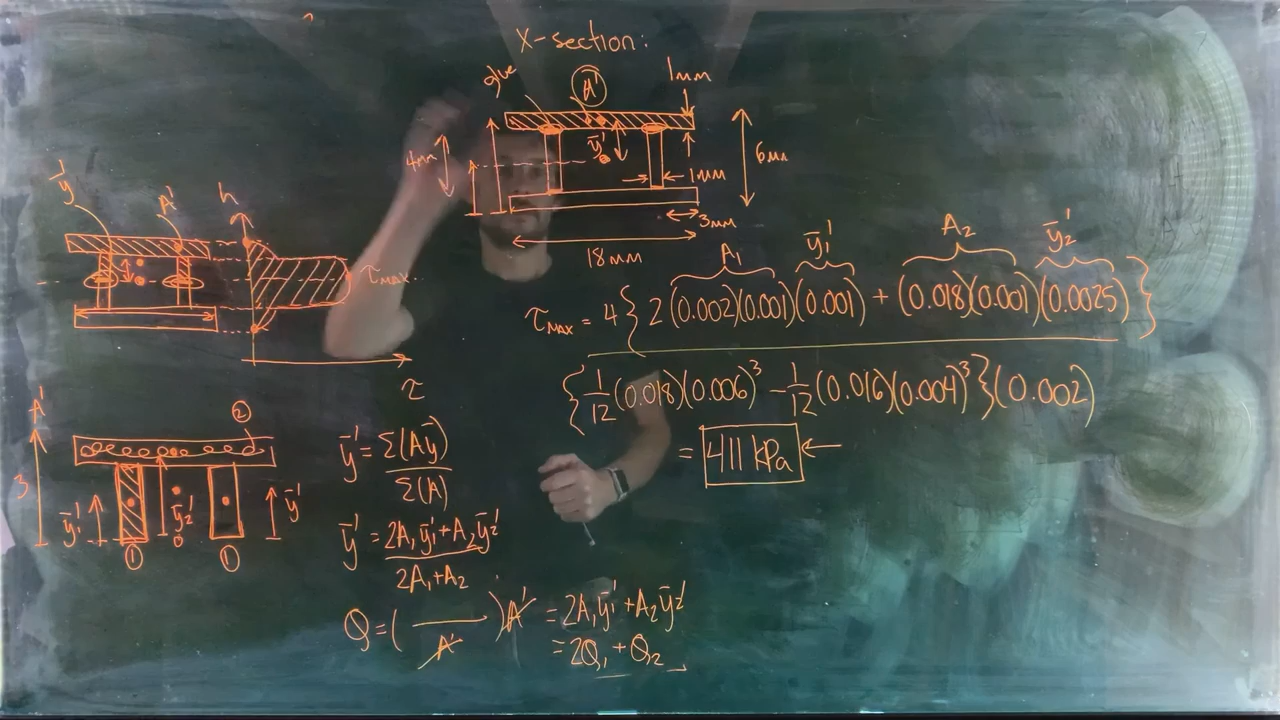 X-section:
glue
A'
1mm
4mm
ȳ'
6mm
1mm
3mm
18mm
ȳ'
A'
h
τMAX
τ
A₁
ȳ₁'
A₂
ȳ₂'
τMAX = 4{2(0.002)(0.001)(0.001) + (0.018)(0.001)(0.0025)}
{1/12(0.018)(0.006)³ - 1/12(0.016)(0.004)³}(0.002)
= 411 kPa ←
A'
②
3
ȳ₁'
ȳ₂'
ȳ'
① ①
ȳ' = Σ(Aȳ)/Σ(A)
ȳ' = 2A₁ȳ₁' + A₂ȳ₂'/2A₁+A₂
Q = ( /A')A' = 2A₁ȳ₁' + A₂ȳ₂'
= 2Q₁ + Q₂